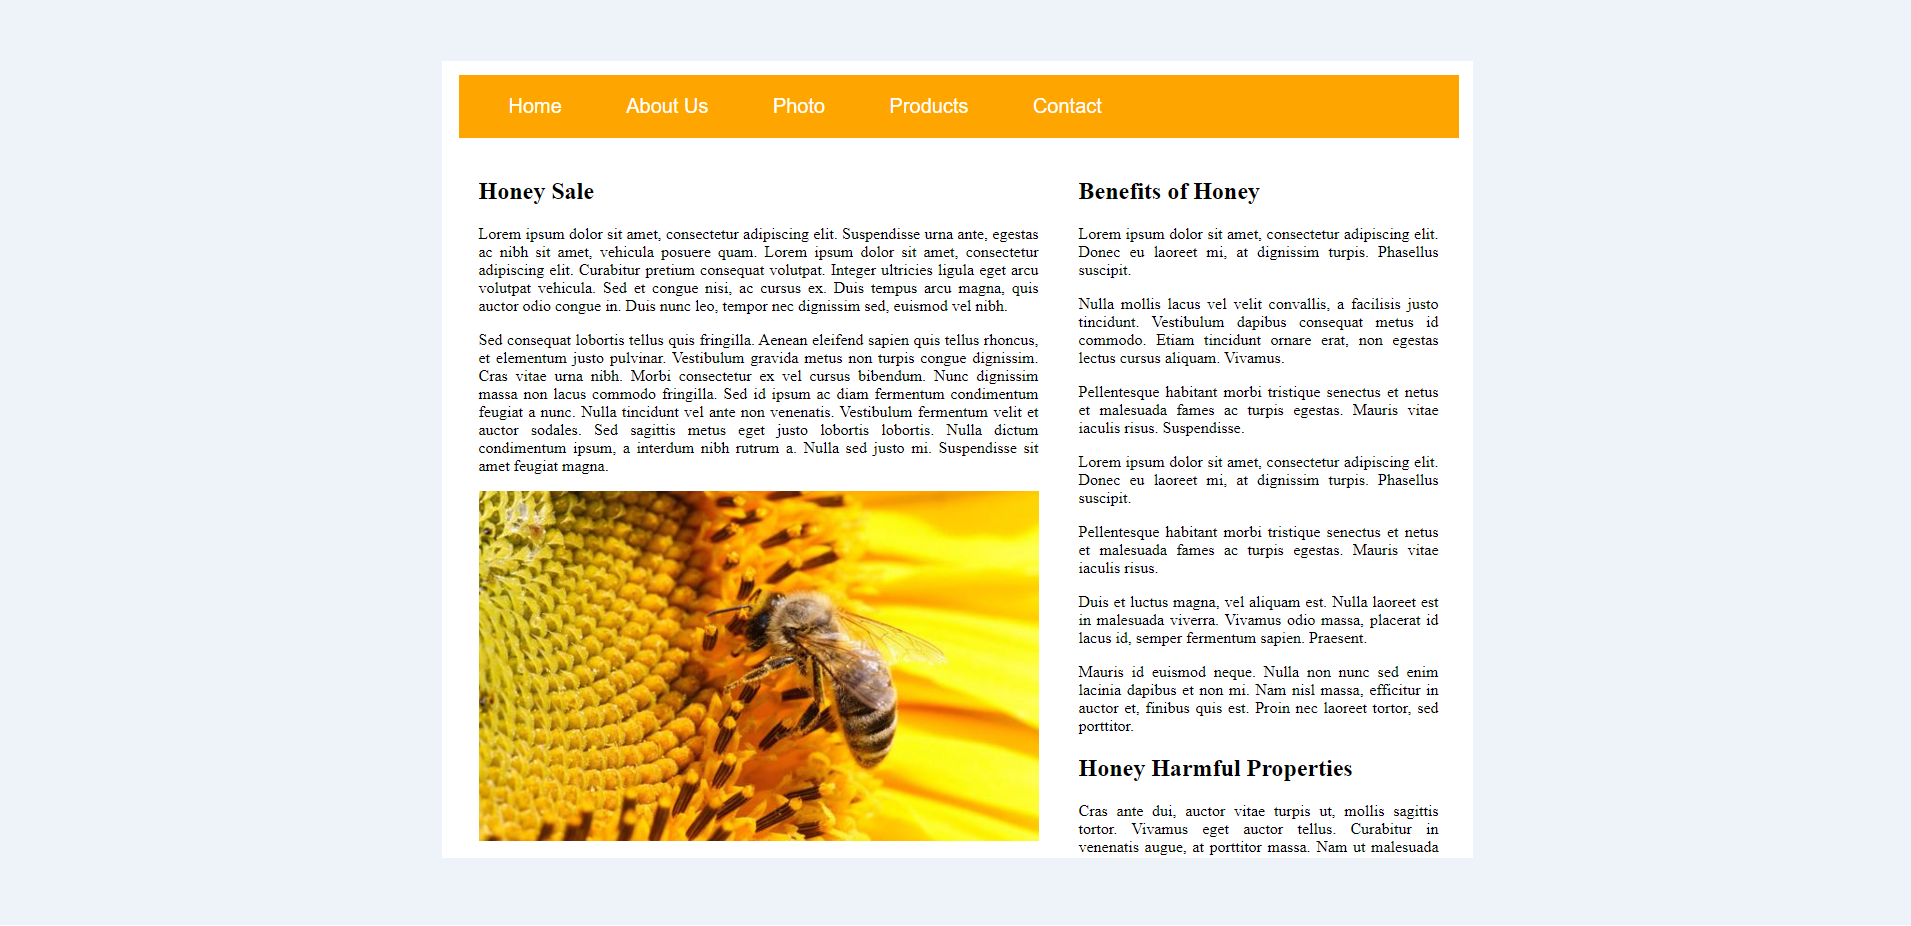 Home About Us Photo Products Contact
Honey Sale
Lorem ipsum dolor sit amet, consectetur adipiscing elit. Suspendisse urna ante, egestas
ac nibh sit amet, vehicula posuere quam. Lorem ipsum dolor sit amet, consectetur
adipiscing elit. Curabitur pretium consequat volutpat. Integer ultricies ligula eget arcu
volutpat vehicula. Sed et congue nisi, ac cursus ex. Duis tempus arcu magna, quis
auctor odio congue in. Duis nunc leo, tempor nec dignissim sed, euismod vel nibh.
Sed consequat lobortis tellus quis fringilla. Aenean eleifend sapien quis tellus rhoncus,
et elementum justo pulvinar. Vestibulum gravida metus non turpis congue dignissim.
Cras vitae urna nibh. Morbi consectetur ex vel cursus bibendum. Nunc dignissim
massa non lacus commodo fringilla. Sed id ipsum ac diam fermentum condimentum
feugiat a nunc. Nulla tincidunt vel ante non venenatis. Vestibulum fermentum velit et
auctor sodales. Sed sagittis metus eget justo lobortis lobortis. Nulla dictum
condimentum ipsum, a interdum nibh rutrum a. Nulla sed justo mi. Suspendisse sit
amet feugiat magna.
Benefits of Honey
Lorem ipsum dolor sit amet, consectetur adipiscing elit.
Donec eu laoreet mi, at dignissim turpis. Phasellus
suscipit.
Nulla mollis lacus vel velit convallis, a facilisis justo
tincidunt. Vestibulum dapibus consequat metus id
commodo. Etiam tincidunt ornare erat, non egestas
lectus cursus aliquam. Vivamus.
Pellentesque habitant morbi tristique senectus et netus
et malesuada fames ac turpis egestas. Mauris vitae
iaculis risus. Suspendisse.
Lorem ipsum dolor sit amet, consectetur adipiscing elit.
Donec eu laoreet mi, at dignissim turpis. Phasellus
suscipit.
Pellentesque habitant morbi tristique senectus et netus
et malesuada fames ac turpis egestas. Mauris vitae
iaculis risus.
Duis et luctus magna, vel aliquam est. Nulla laoreet est
in malesuada viverra. Vivamus odio massa, placerat id
lacus id, semper fermentum sapien. Praesent.
Mauris id euismod neque. Nulla non nunc sed enim
lacinia dapibus et non mi. Nam nisl massa, efficitur in
auctor et, finibus quis est. Proin nec laoreet tortor, sed
porttitor.
Honey Harmful Properties
Cras ante dui, auctor vitae turpis ut, mollis sagittis
tortor. Vivamus eget auctor tellus. Curabitur in
venenatis augue, at porttitor massa. Nam ut malesuada